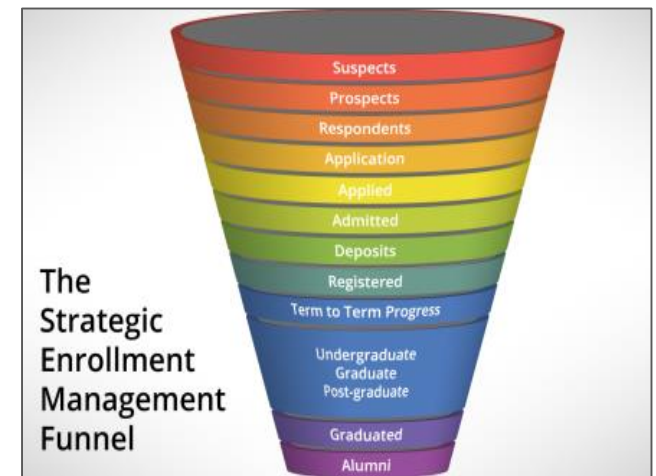 Suspects
Prospects
Respondents
Application
Applied
Admitted
Deposits
Registered
Term to Term Progress
Undergraduate
Graduate
Post-graduate
Graduated
Alumni
The
Strategic
Enrollment
Management
Funnel